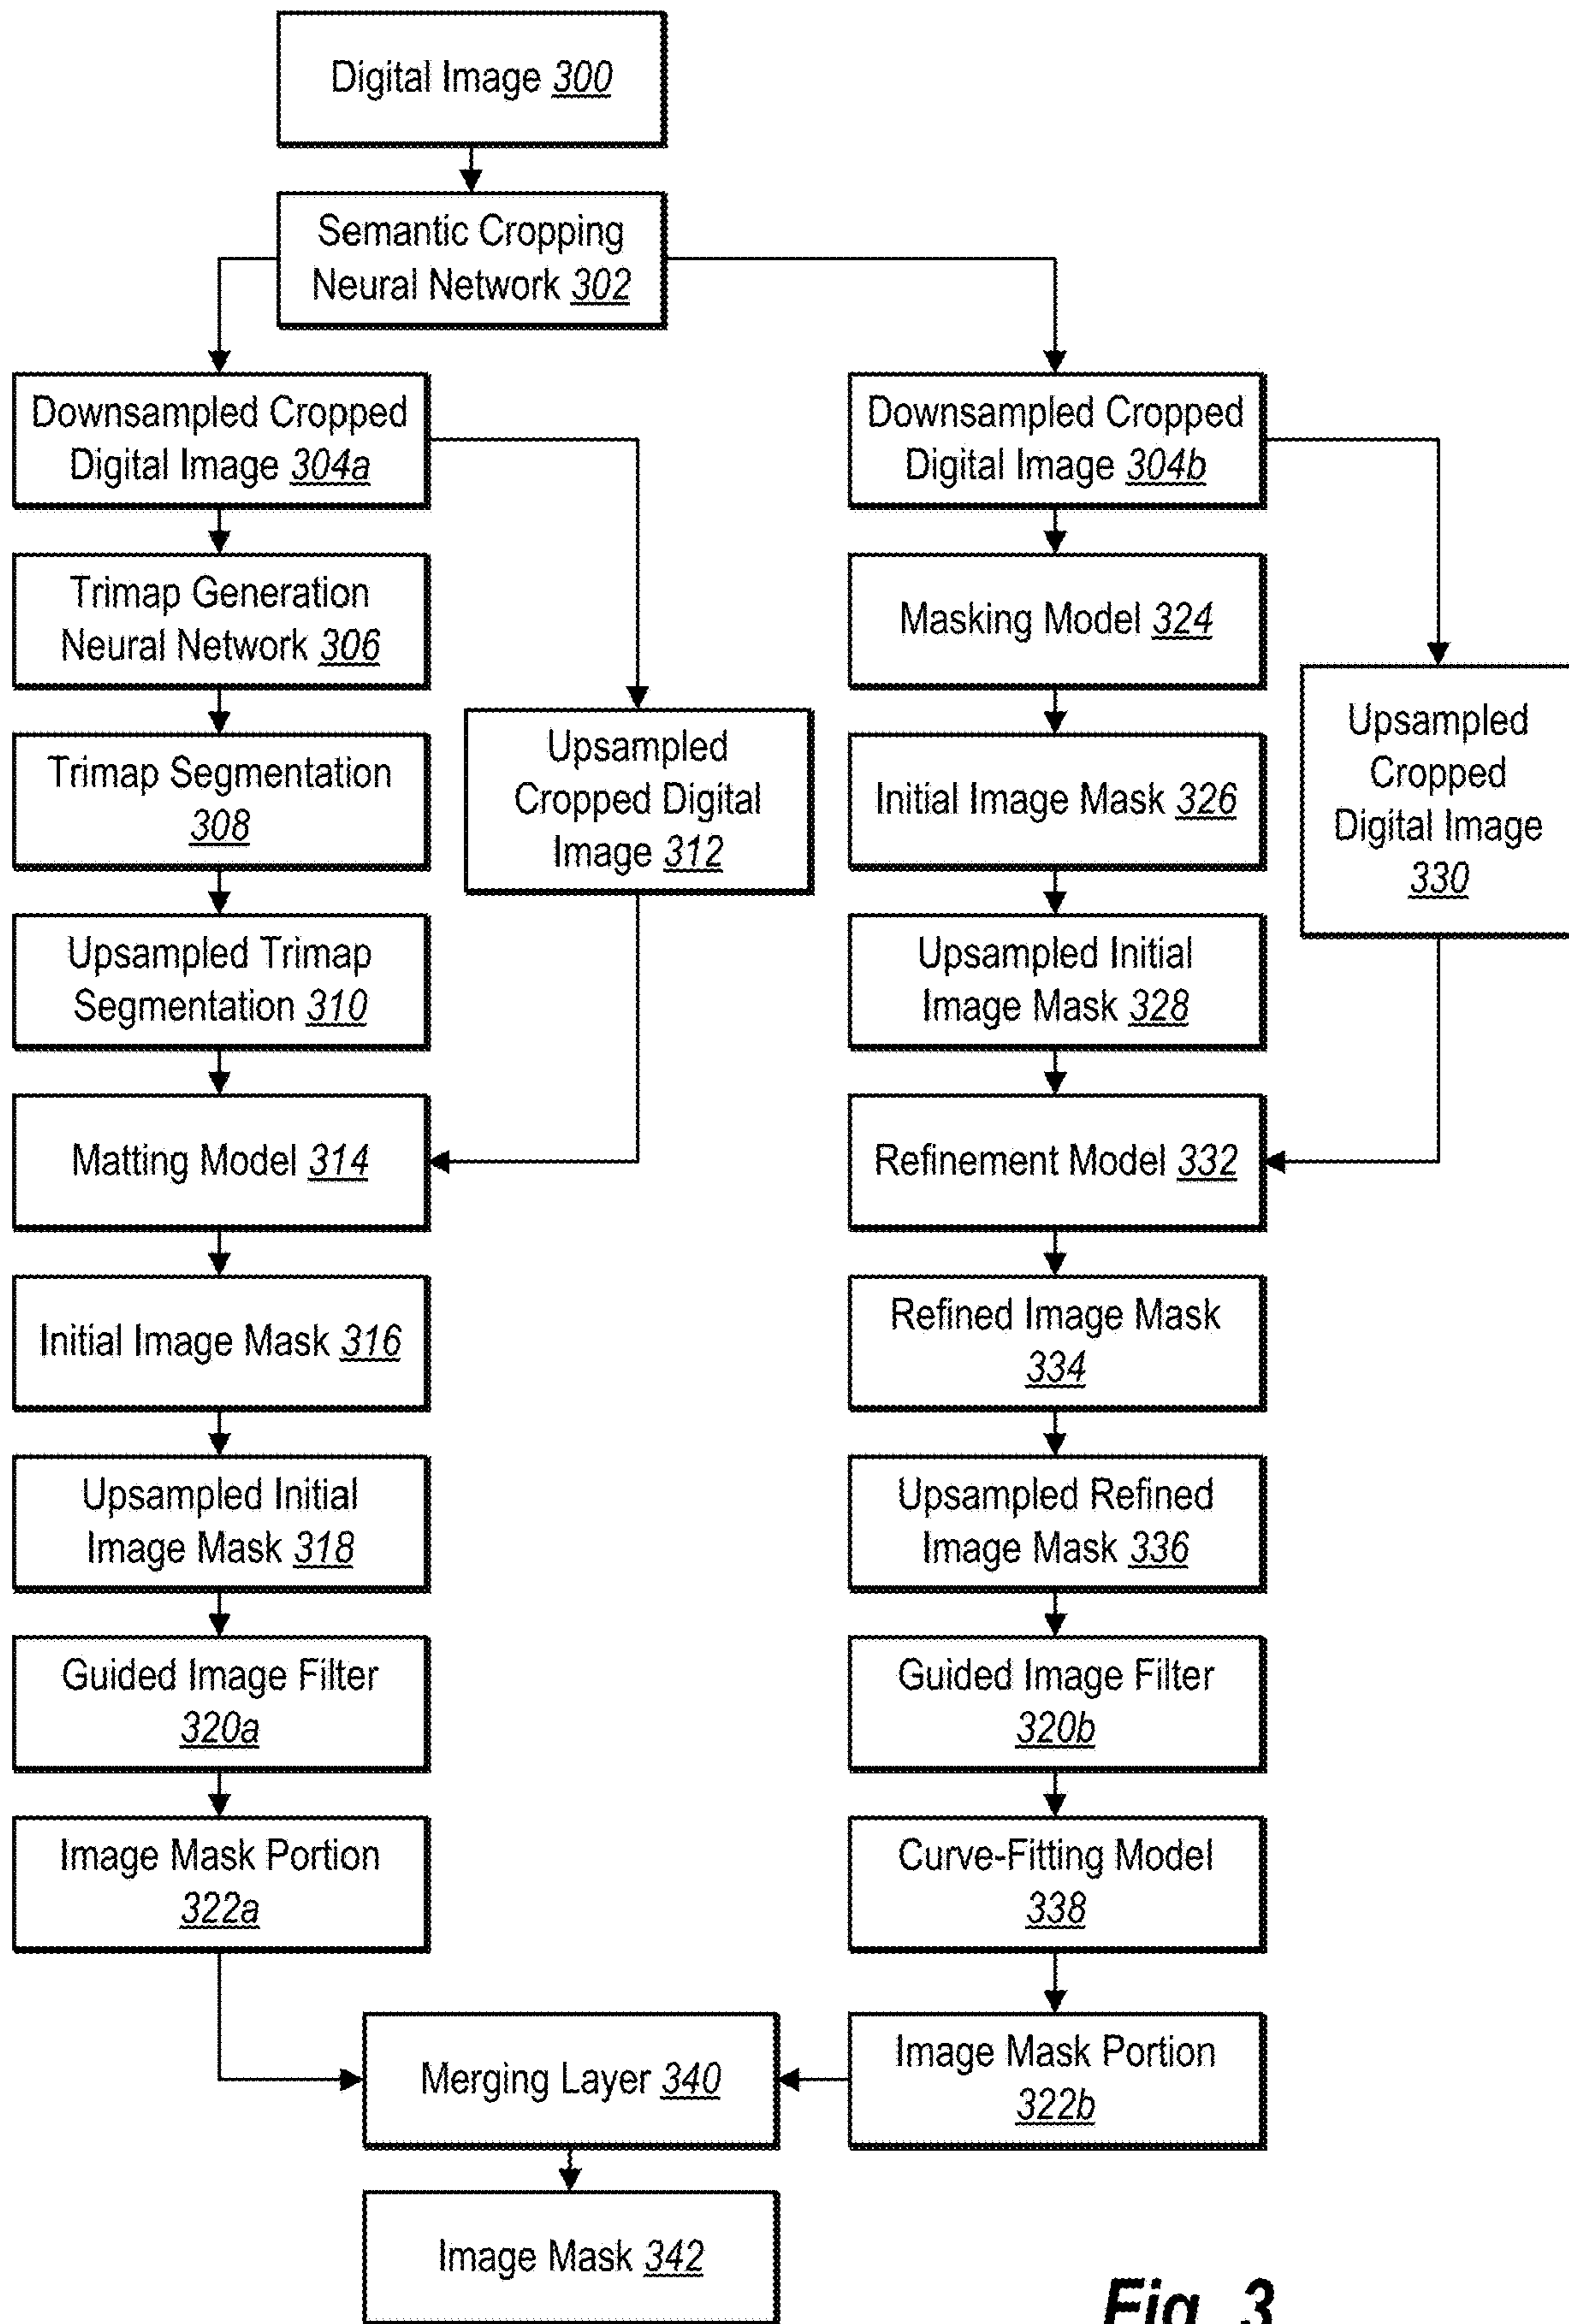 Digital Image 300
Semantic Cropping
Neural Network 302
Downsampled Cropped
Digital Image 304a
Trimap Generation
Neural Network 306
Trimap Segmentation
308
Upsampled Trimap
Segmentation 310
Upsampled
Cropped Digital
Image 312
Matting Model 314
Initial Image Mask 316
Upsampled Initial
Image Mask 318
Guided Image Filter
320a
Image Mask Portion
322a
Downsampled Cropped
Digital Image 304b
Masking Model 324
Initial Image Mask 326
Upsampled Initial
Image Mask 328
Upsampled
Cropped
Digital Image
330
Refinement Model 332
Refined Image Mask
334
Upsampled Refined
Image Mask 336
Guided Image Filter
320b
Curve-Fitting Model
338
Image Mask Portion
322b
Merging Layer 340
Image Mask 342
Fig. 3